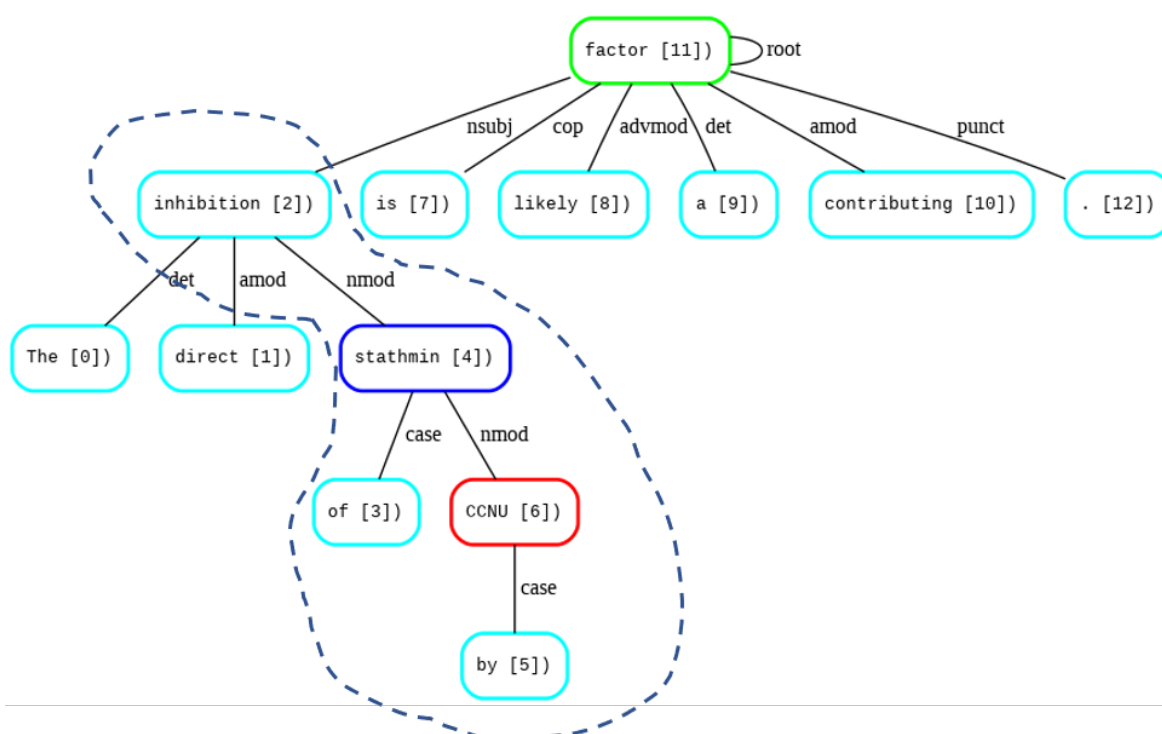 factor [11])
root
nsubj
cop
advmod
det
amod
punct
inhibition [2])
is [7])
likely [8])
a [9])
contributing [10])
. [12])
det
amod
nmod
The [0])
direct [1])
stathmin [4])
case
nmod
of [3])
CCNU [6])
case
by [5])